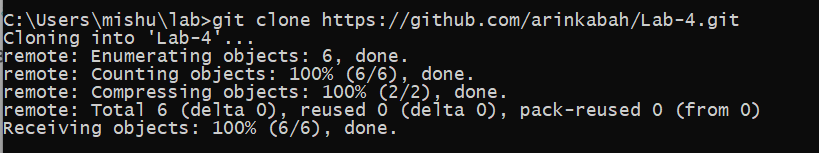 C:\Users\mishu\lab>git clone https://github.com/arinkabah/Lab-4.git
Cloning into 'Lab-4'...
remote: Enumerating objects: 6, done.
remote: Counting objects: 100% (6/6), done.
remote: Compressing objects: 100% (2/2), done.
remote: Total 6 (delta 0), reused 0 (delta 0), pack-reused 0 (from 0)
Receiving objects: 100% (6/6), done.